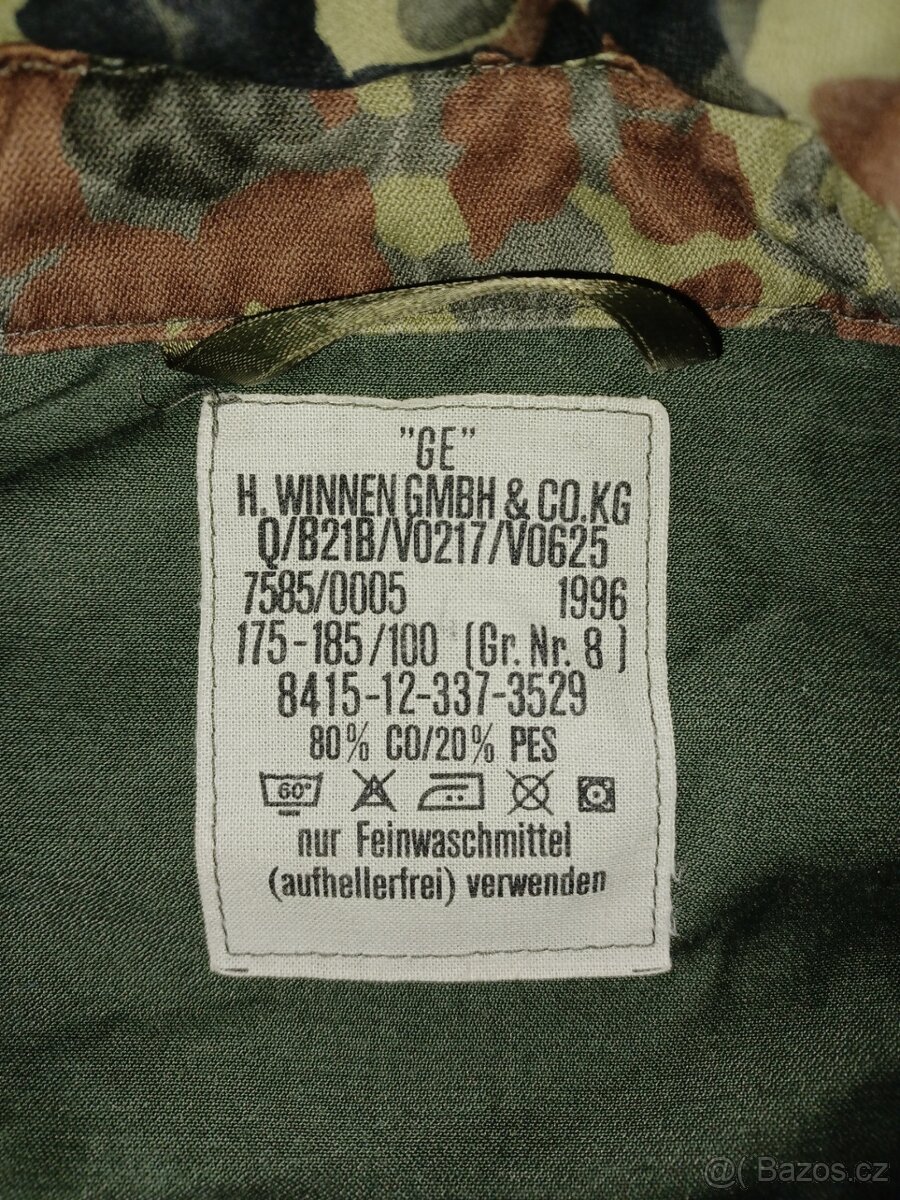 "GE"
H. WINNEN GMBH & CO.KG
Q/B21B/V0217/V0625
7585/0005 1996
175-185/100 (Gr. Nr. 8)
8415-12-337-3529
80% CO/20% PES
60°
nur Feinwaschmittel
(aufhellerfrei) verwenden
@( Bazos.cz